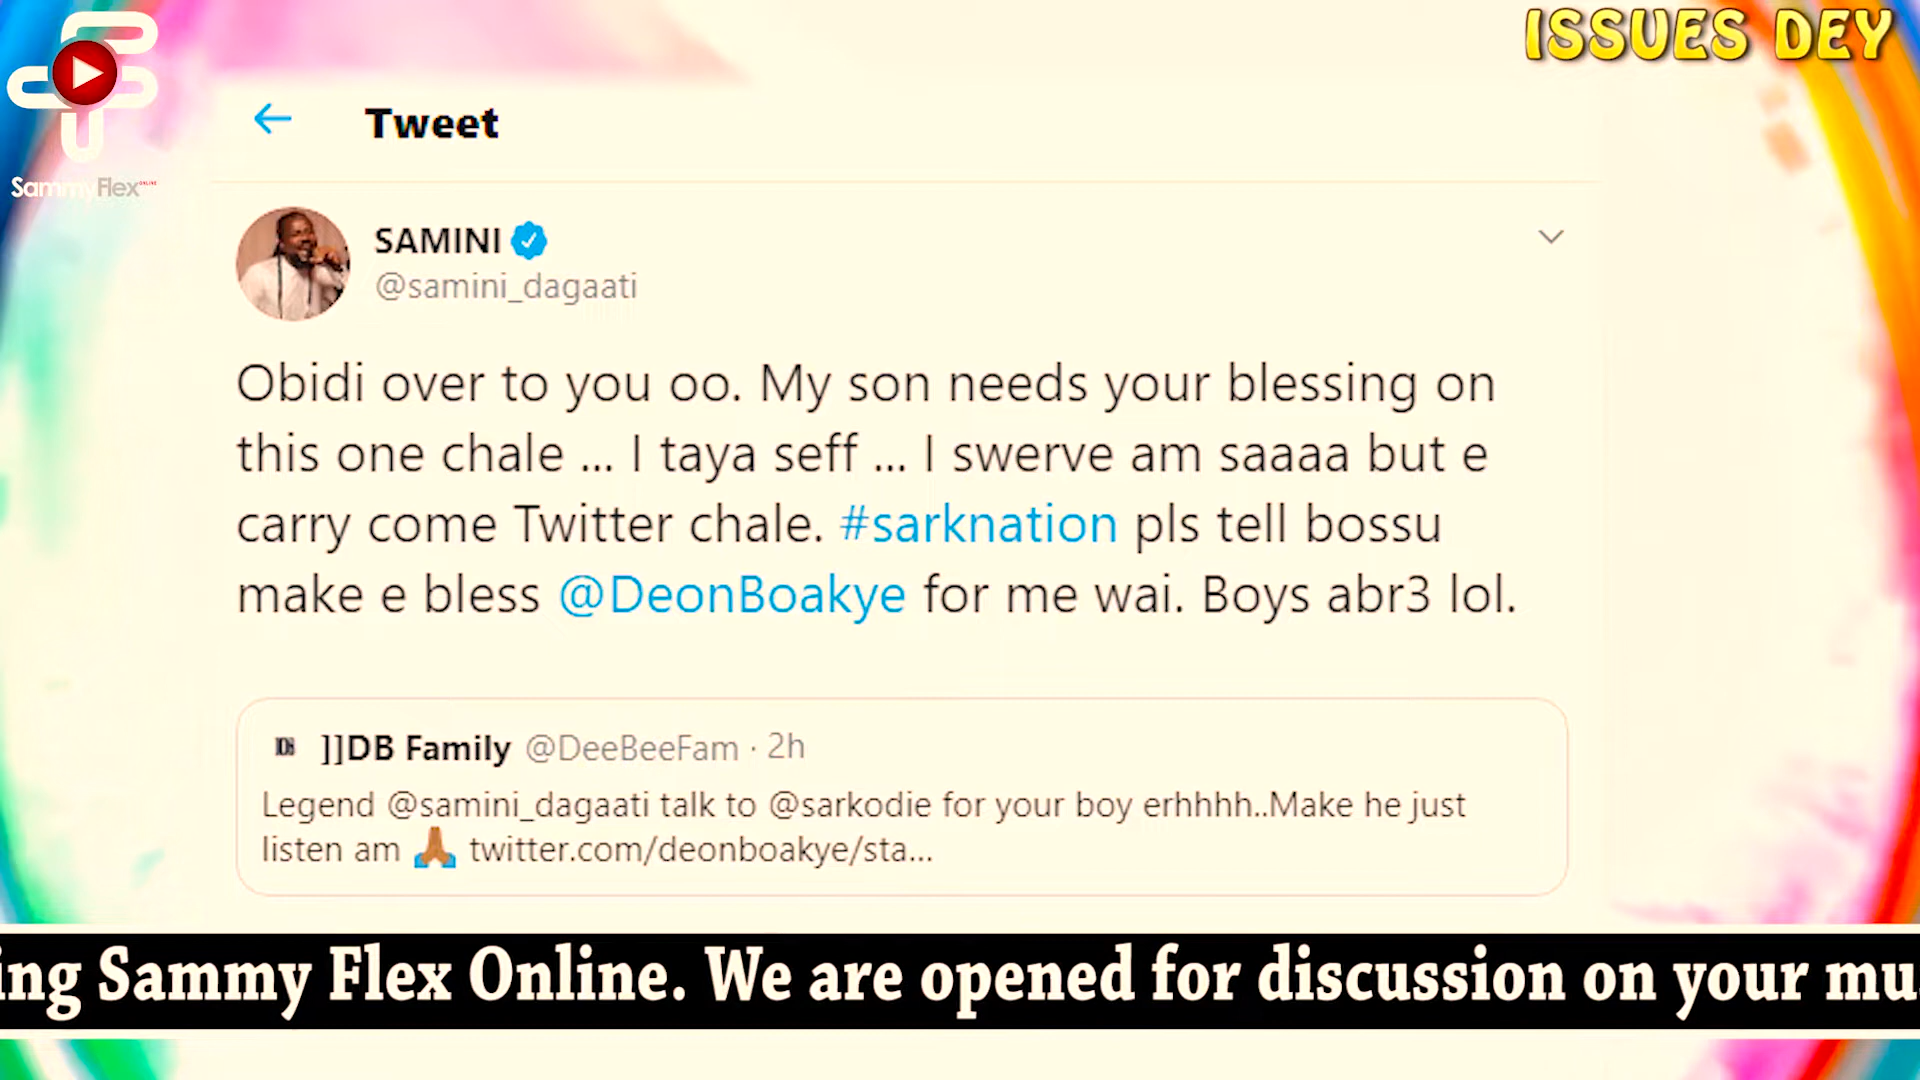 ISSUES DEY
SammyFlex ONLINE
Tweet
SAMINI
@samini_dagaati
Obidi over to you oo. My son needs your blessing on
this one chale ... I taya seff ... I swerve am saaaa but e
carry come Twitter chale. #sarknation pls tell bossu
make e bless @DeonBoakye for me wai. Boys abr3 lol.
]]DB Family @DeeBeeFam · 2h
Legend @samini_dagaati talk to @sarkodie for your boy erhhhh..Make he just
listen am 🙏🏾 twitter.com/deonboakye/sta...
ing Sammy Flex Online. We are opened for discussion on your mu